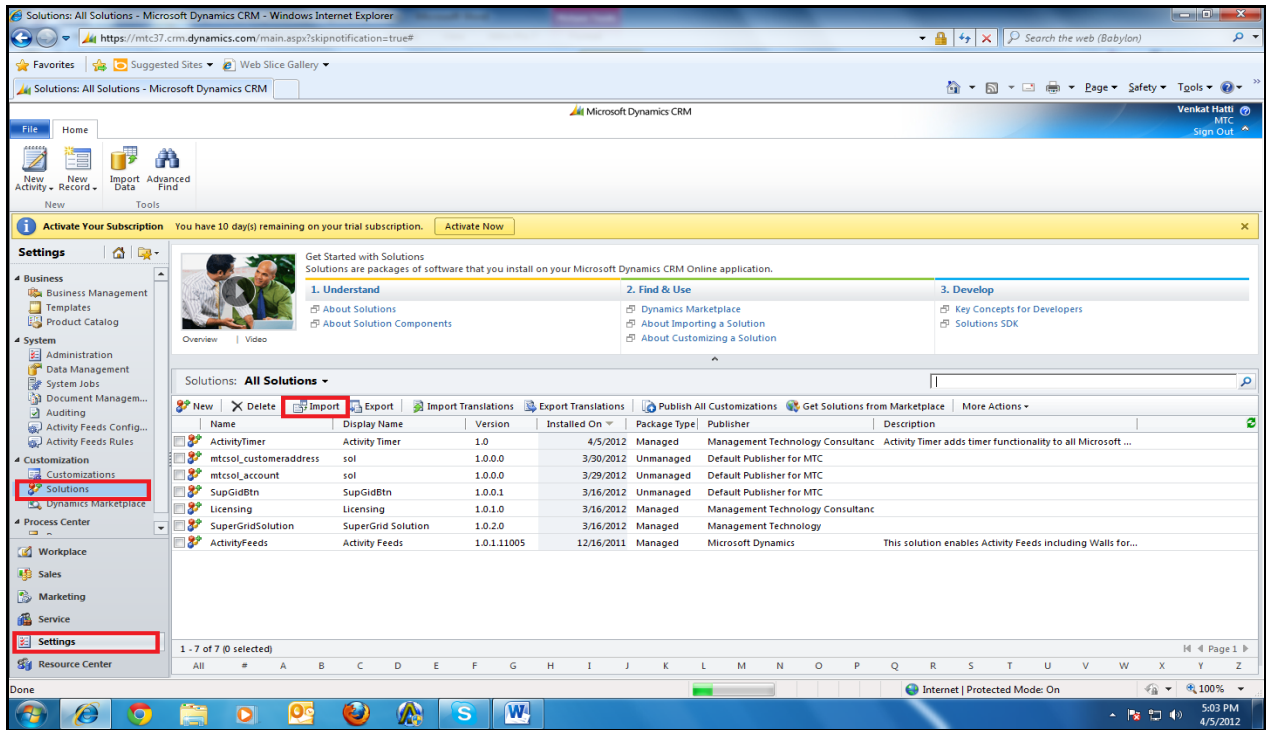 Solutions: All Solutions - Microsoft Dynamics CRM - Windows Internet Explorer
https://mtc37.crm.dynamics.com/main.aspx?skipnotification=true#
Search the web (Babylon)
Favorites Suggested Sites Web Slice Gallery
Solutions: All Solutions - Microsoft Dynamics CRM
Page Safety Tools
Microsoft Dynamics CRM
Venkat Hatti
MTC
Sign Out
File Home
New Activity New Record Import Data Advanced Find
New Tools
Activate Your Subscription You have 10 day(s) remaining on your trial subscription. Activate Now
Settings
Business
Business Management
Templates
Product Catalog
System
Administration
Data Management
System Jobs
Document Managem...
Auditing
Activity Feeds Config...
Activity Feeds Rules
Customization
Customizations
Solutions
Dynamics Marketplace
Process Center
Workplace
Sales
Marketing
Service
Settings
Resource Center
Get Started with Solutions
Solutions are packages of software that you install on your Microsoft Dynamics CRM Online application.
1. Understand 2. Find & Use 3. Develop
About Solutions Dynamics Marketplace Key Concepts for Developers
About Solution Components About Importing a Solution Solutions SDK
About Customizing a Solution
Overview | Video
Solutions: All Solutions
New Delete Import Export Import Translations Export Translations Publish All Customizations Get Solutions from Marketplace More Actions
Name Display Name Version Installed On Package Type Publisher Description
ActivityTimer Activity Timer 1.0 4/5/2012 Managed Management Technology Consultanc Activity Timer adds timer functionality to all Microsoft ...
mtcsol_customeraddress sol 1.0.0.0 3/30/2012 Unmanaged Default Publisher for MTC
mtcsol_account sol 1.0.0.0 3/29/2012 Unmanaged Default Publisher for MTC
SupGidBtn SupGidBtn 1.0.0.1 3/16/2012 Unmanaged Default Publisher for MTC
Licensing Licensing 1.0.1.0 3/16/2012 Managed Management Technology Consultanc
SuperGridSolution SuperGrid Solution 1.0.2.0 3/16/2012 Managed Management Technology
ActivityFeeds Activity Feeds 1.0.1.11005 12/16/2011 Managed Microsoft Dynamics This solution enables Activity Feeds including Walls for...
1 - 7 of 7 (0 selected) Page 1
All # A B C D E F G H I J K L M N O P Q R S T U V W X Y Z
Done Internet | Protected Mode: On 100%
5:03 PM
4/5/2012